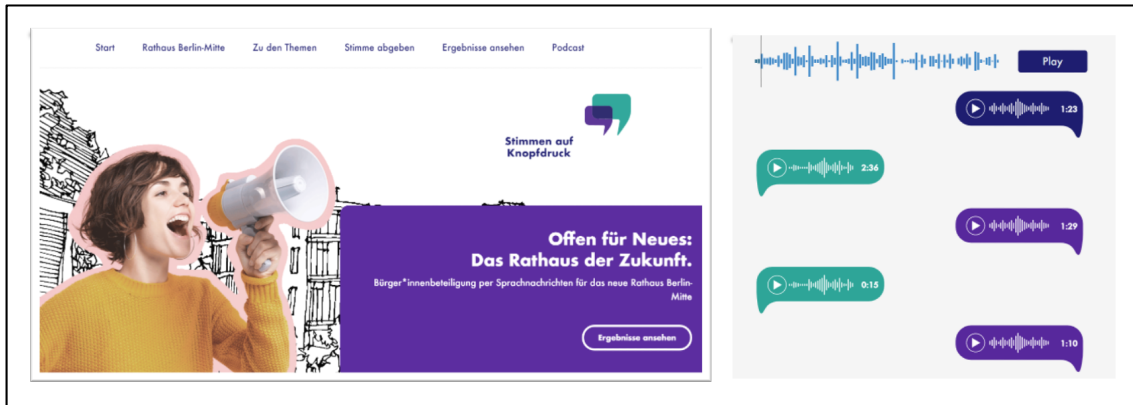 Start Rathaus Berlin-Mitte Zu den Themen Stimme abgeben Ergebnisse ansehen Podcast
Stimmen auf
Knopfdruck
Offen für Neues:
Das Rathaus der Zukunft.
Bürger*innenbeteiligung per Sprachnachrichten für das neue Rathaus Berlin-
Mitte
Ergebnisse ansehen
Play
1:23
2:36
1:29
0:15
1:10